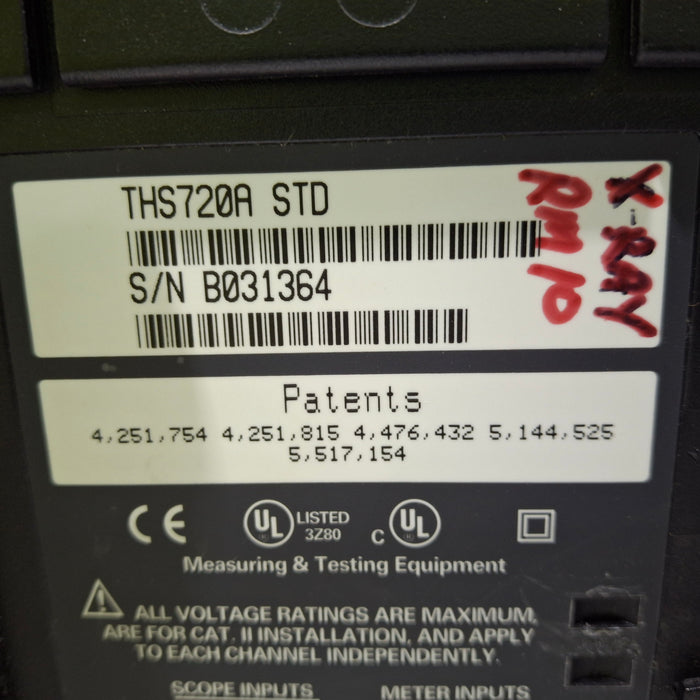 THS720A STD
S/N B031364
X-RAY
RM 10
Patents
4,251,754 4,251,815 4,476,432 5,144,525
5,517,154
CE
UL LISTED
3Z80
C UL
Measuring & Testing Equipment
ALL VOLTAGE RATINGS ARE MAXIMUM,
ARE FOR CAT. II INSTALLATION, AND APPLY
TO EACH CHANNEL INDEPENDENTLY.
SCOPE INPUTS
METER INPUTS